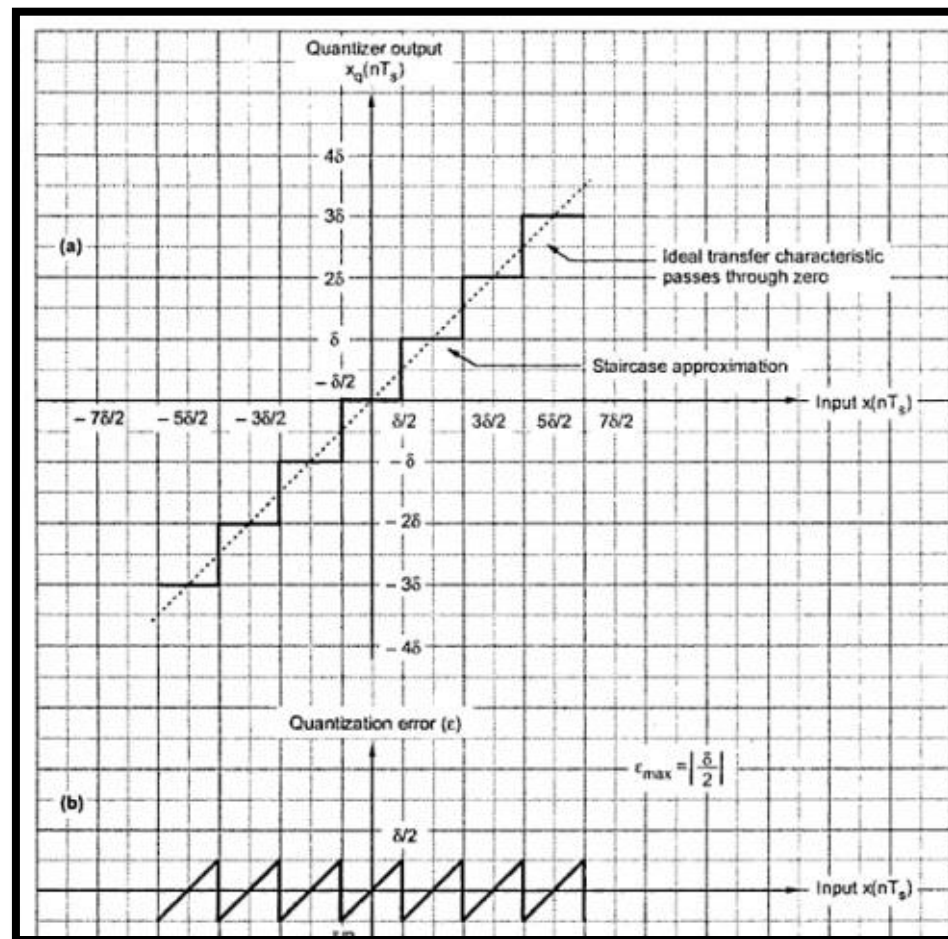 Quantizer output
x_q(nT_s)
4δ
3δ
(a)
Ideal transfer characteristic
passes through zero
2δ
δ
Staircase approximation
− δ/2
Input x(nT_s)
− 7δ/2 − 5δ/2 − 3δ/2 δ/2 3δ/2 5δ/2 7δ/2
− δ
− 2δ
− 3δ
− 4δ
Quantization error (ε)
ε_max = |δ/2|
(b)
δ/2
Input x(nT_s)